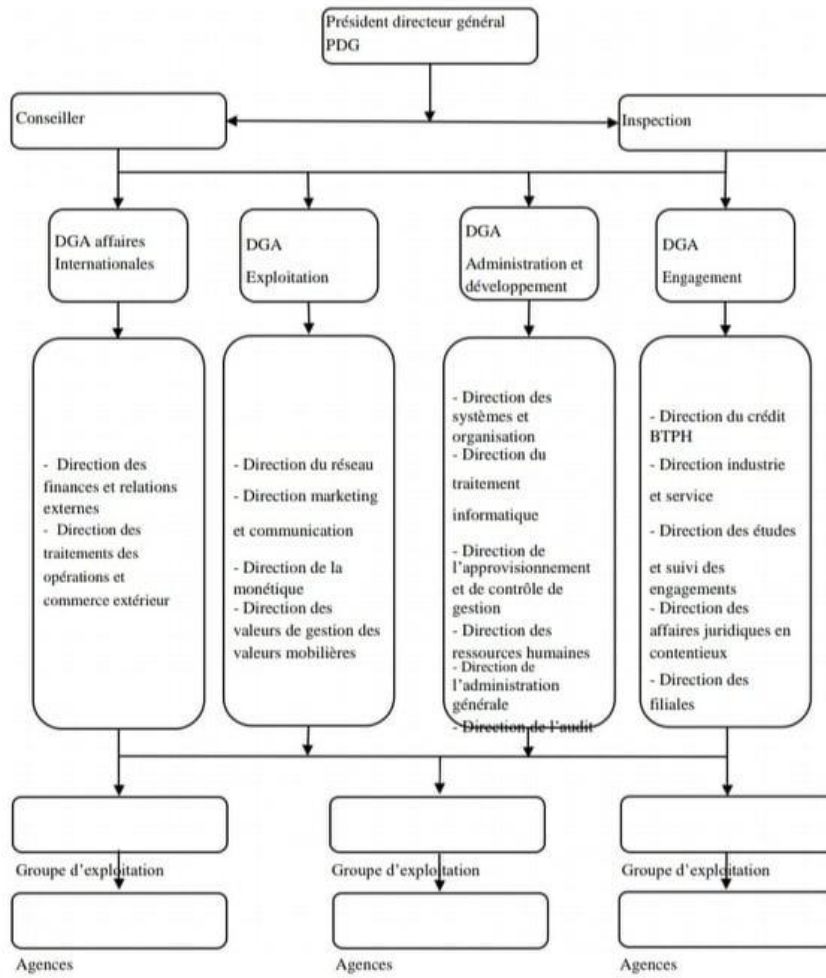 Président directeur général
PDG
Conseiller
Inspection
DGA affaires
Internationales
DGA
Exploitation
DGA
Administration et
développement
DGA
Engagement
- Direction des
finances et relations
externes
- Direction des
traitements des
opérations et
commerce extérieur
- Direction du réseau
- Direction marketing
et communication
- Direction de la
monétique
- Direction des
valeurs de gestion des
valeurs mobilières
- Direction des
systèmes et
organisation
- Direction du
traitement
informatique
- Direction de
l'approvisionnement
et de contrôle de
gestion
- Direction des
ressources humaines
- Direction de
l'administration
générale
- Direction de l'audit
- Direction du crédit
BTPH
- Direction industrie
et service
- Direction des études
et suivi des
engagements
- Direction des
affaires juridiques en
contentieux
- Direction des
filiales
Groupe d'exploitation
Groupe d'exploitation
Groupe d'exploitation
Agences
Agences
Agences